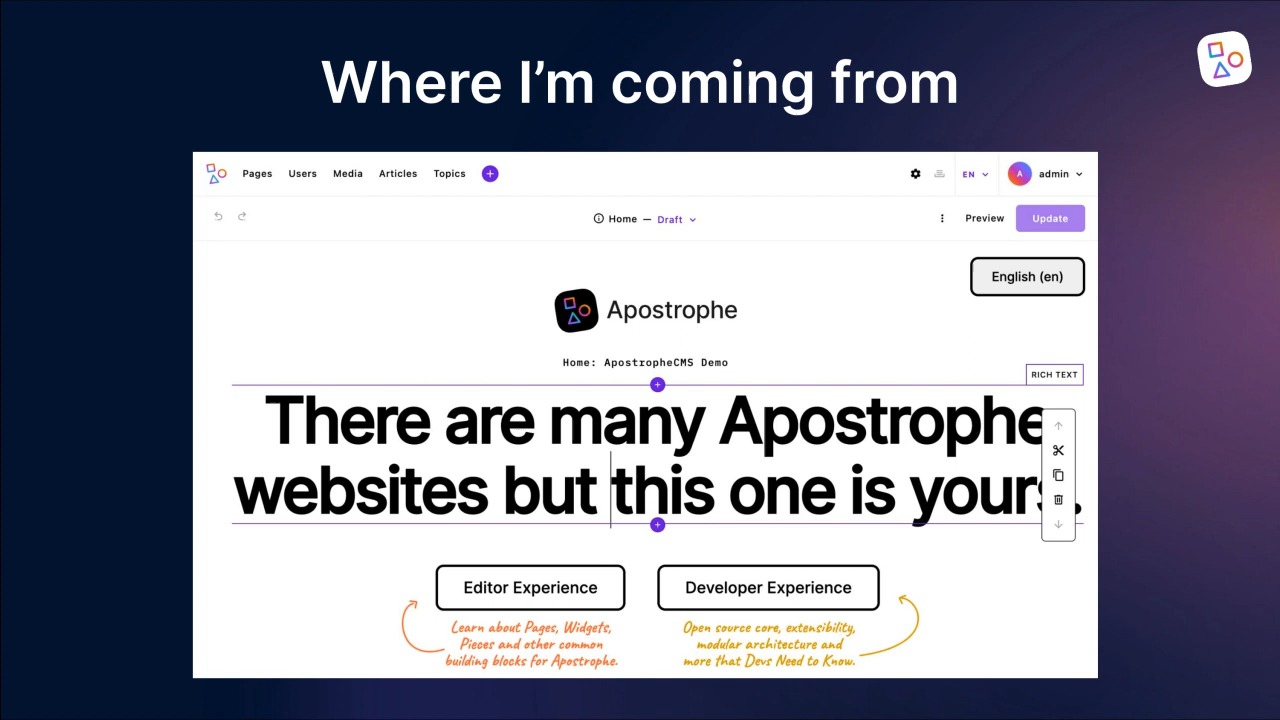 Where I’m coming from
Pages Users Media Articles Topics
EN A admin
Home — Draft
Preview Update
English (en)
Apostrophe
Home: ApostropheCMS Demo
RICH TEXT
There are many Apostrophe
websites but this one is yours.
Editor Experience
Developer Experience
Learn about Pages, Widgets,
Pieces and other common
building blocks for Apostrophe.
Open source core, extensibility,
modular architecture and
more that Devs Need to Know.